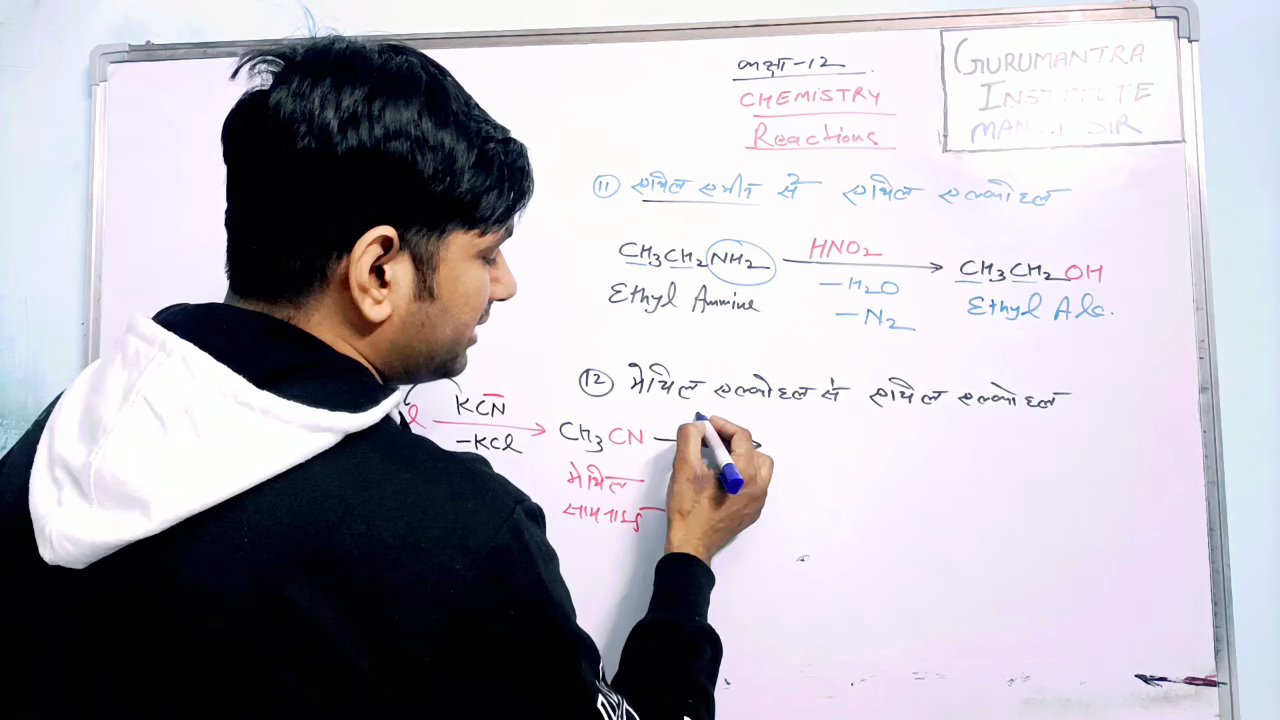 कक्षा-12
CHEMISTRY
Reactions
GURUMANTRA
INSTITUTE
⑪ एथिल एमीन से एथिल एल्कोहल
CH3CH2NH2 HNO2 CH3CH2OH
-H2O
-N2
Ethyl Ammine Ethyl Alc.
⑫ मेथिल एल्कोहल से एथिल एल्कोहल
l KCN CH3CN
-KCl
मेथिल
सायनाइड